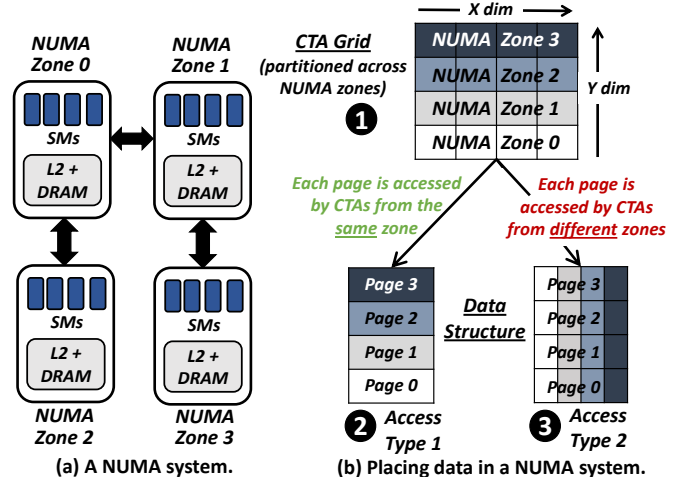 NUMA
Zone 0
NUMA
Zone 1
SMs
L2 +
DRAM
SMs
L2 +
DRAM
SMs
L2 +
DRAM
SMs
L2 +
DRAM
NUMA
Zone 2
NUMA
Zone 3
(a) A NUMA system.
X dim
CTA Grid
(partitioned across
NUMA zones)
1
NUMA Zone 3
NUMA Zone 2
NUMA Zone 1
NUMA Zone 0
Y dim
Each page is accessed
by CTAs from the
same zone
Each page is
accessed by CTAs
from different zones
Page 3
Page 2
Page 1
Page 0
Data
Structure
Page 3
Page 2
Page 1
Page 0
2 Access
Type 1
3 Access
Type 2
(b) Placing data in a NUMA system.